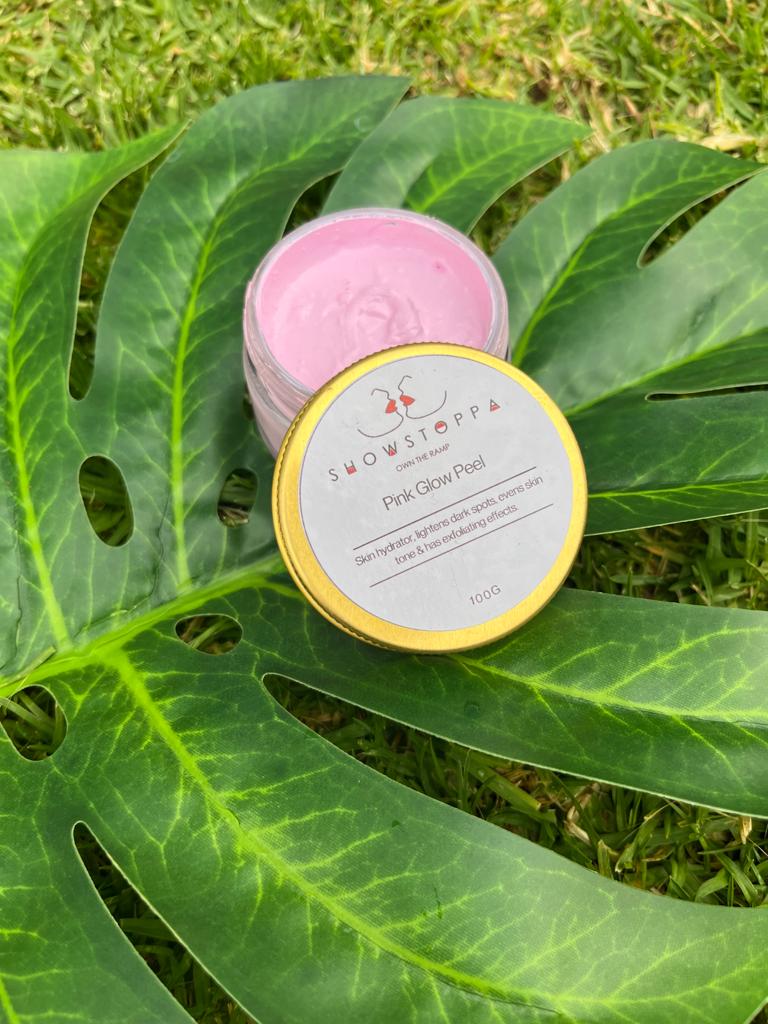 SHOWSTOPPA
OWN THE RAMP
Pink Glow Peel
Skin hydrator, lightens dark spots, evens skin
tone & has exfoliating effects.
100G